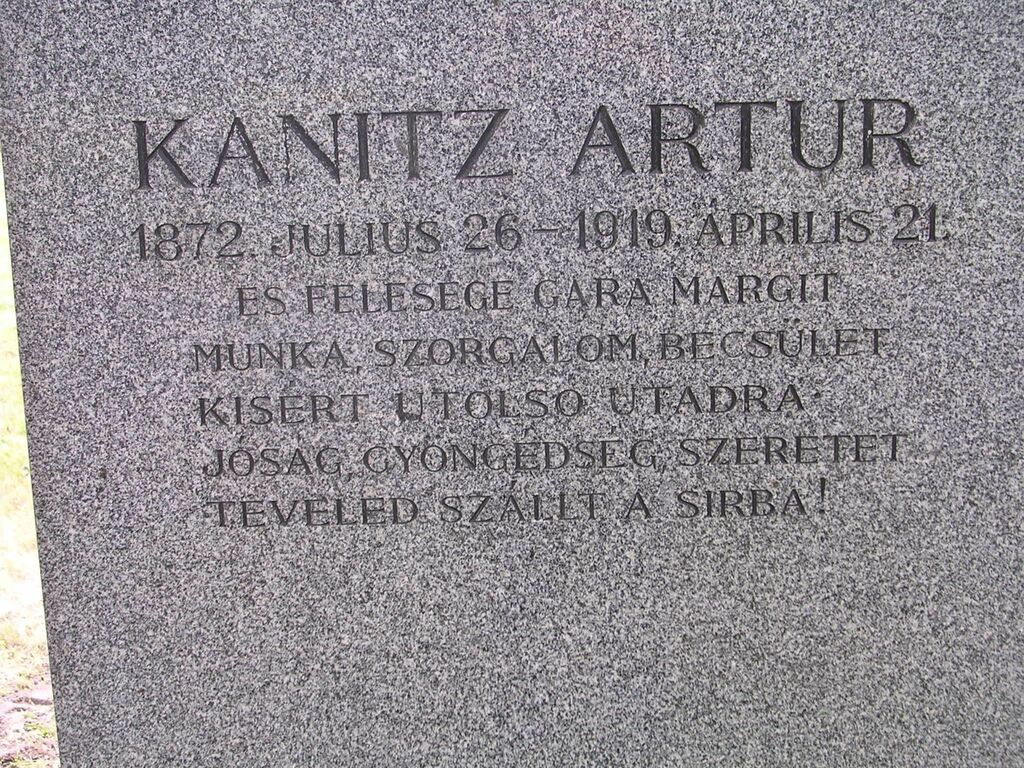 KANITZ ARTUR
1872. JULIUS 26 – 1919. ÁPRILIS 21.
ÉS FELESÉGE GARA MARGIT
MUNKA, SZORGALOM, BECSÜLET
KISÉRT UTOLSÓ UTADRA.
JÓSÁG, GYÖNGÉDSÉG, SZERETET
TEVELED SZÁLLT A SIRBA!